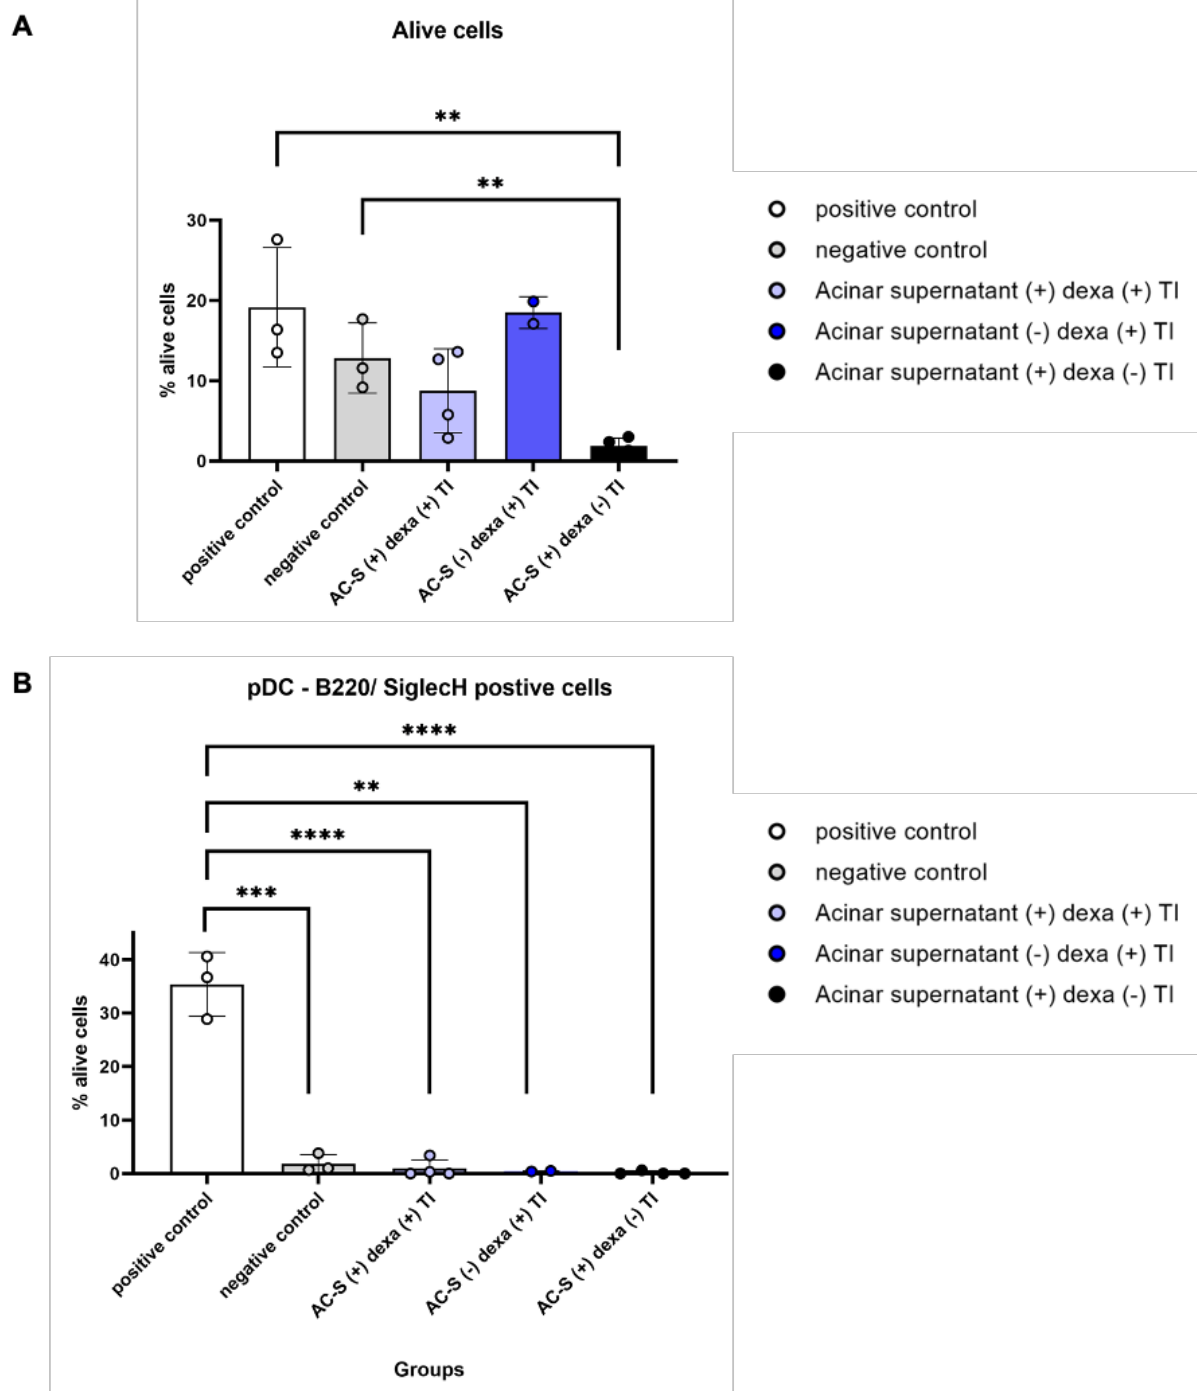 A
Alive cells
**
**
30
20
10
0
% alive cells
positive control
negative control
AC-S (+) dexa (+) TI
AC-S (-) dexa (+) TI
AC-S (+) dexa (-) TI
positive control
negative control
Acinar supernatant (+) dexa (+) TI
Acinar supernatant (-) dexa (+) TI
Acinar supernatant (+) dexa (-) TI
B
pDC - B220/ SiglecH postive cells
****
**
****
***
40
30
20
10
0
% alive cells
positive control
negative control
AC-S (+) dexa (+) TI
AC-S (-) dexa (+) TI
AC-S (+) dexa (-) TI
Groups
positive control
negative control
Acinar supernatant (+) dexa (+) TI
Acinar supernatant (-) dexa (+) TI
Acinar supernatant (+) dexa (-) TI